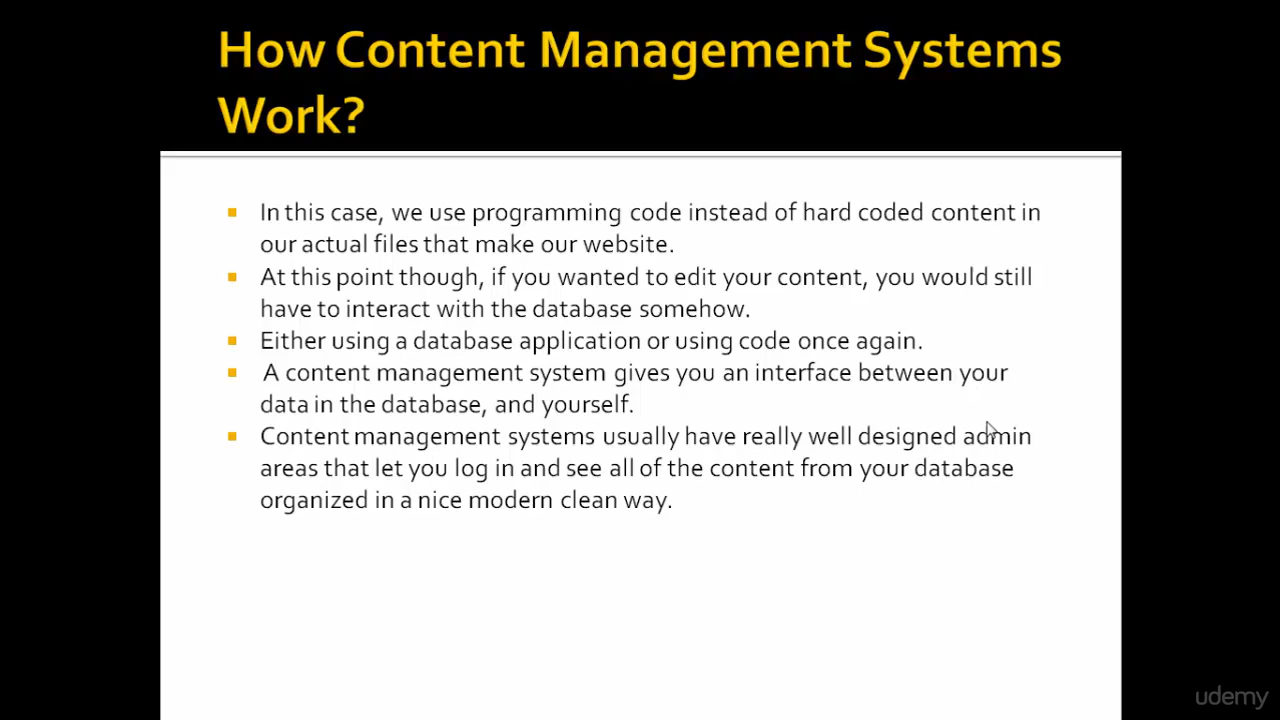 How Content Management Systems
Work?
In this case, we use programming code instead of hard coded content in
our actual files that make our website.
At this point though, if you wanted to edit your content, you would still
have to interact with the database somehow.
Either using a database application or using code once again.
A content management system gives you an interface between your
data in the database, and yourself.
Content management systems usually have really well designed admin
areas that let you log in and see all of the content from your database
organized in a nice modern clean way.
udemy